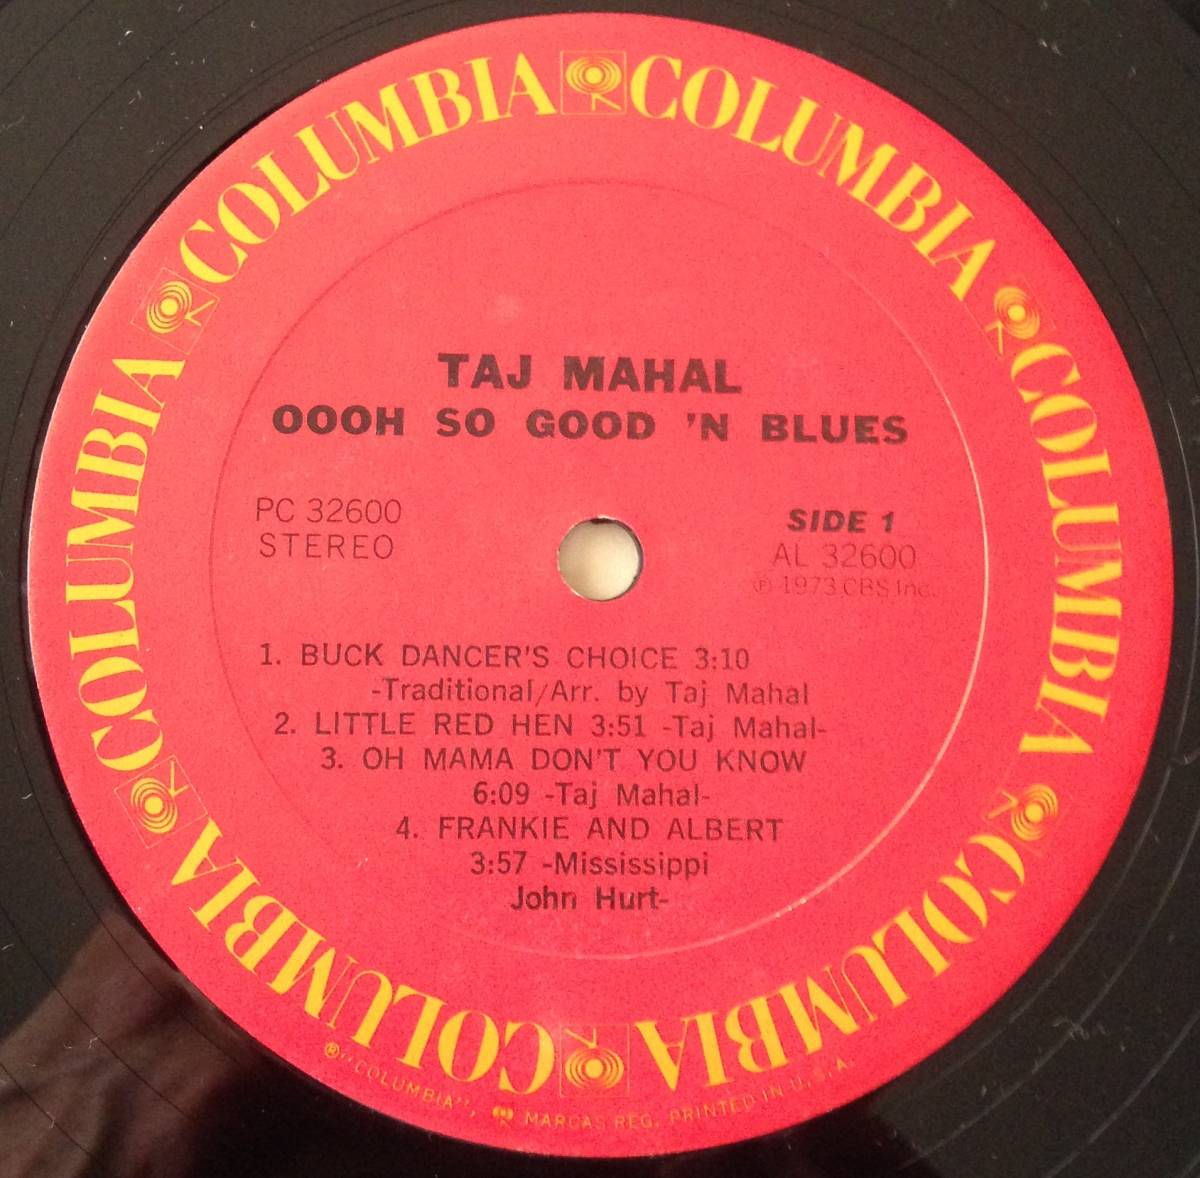 COLUMBIA COLUMBIA COLUMBIA COLUMBIA COLUMBIA COLUMBIA
TAJ MAHAL
OOOH SO GOOD 'N BLUES
PC 32600
STEREO
SIDE 1
AL 32600
℗ 1973 CBS Inc.
1. BUCK DANCER'S CHOICE 3:10
-Traditional/Arr. by Taj Mahal
2. LITTLE RED HEN 3:51 -Taj Mahal-
3. OH MAMA DON'T YOU KNOW
6:09 -Taj Mahal-
4. FRANKIE AND ALBERT
3:57 -Mississippi
John Hurt-
®"COLUMBIA", MARCAS REG. PRINTED IN U.S.A.